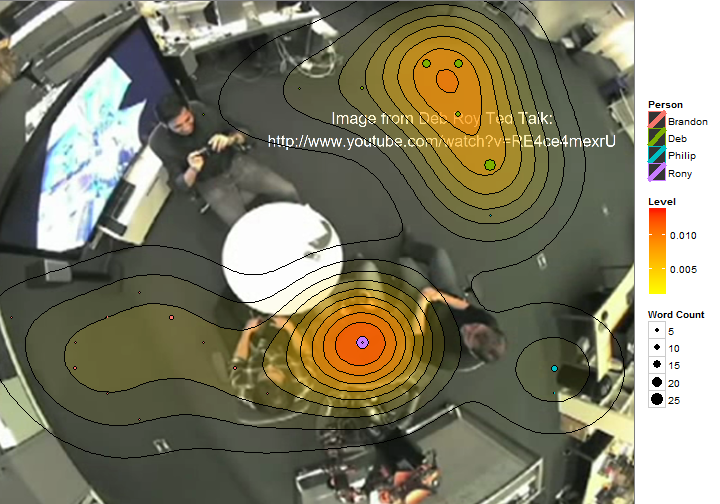 Image from Deb Roy Ted Talk:
http://www.youtube.com/watch?v=RE4ce4mexrU
Person
Brandon
Deb
Philip
Rony
Level
0.010
0.005
Word Count
5
10
15
20
25